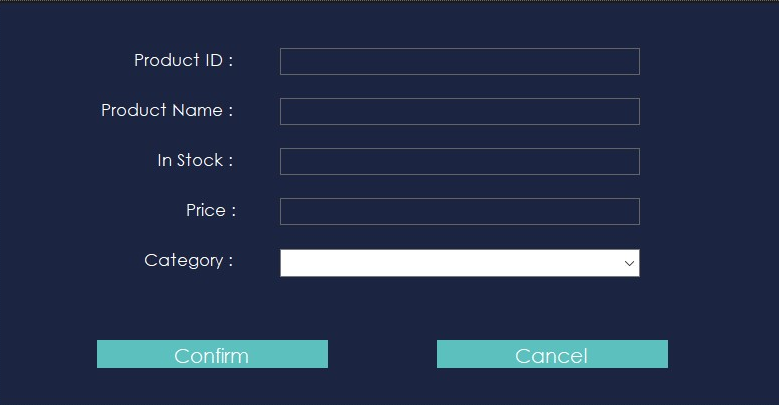 Product ID :
Product Name :
In Stock :
Price :
Category :
Confirm
Cancel